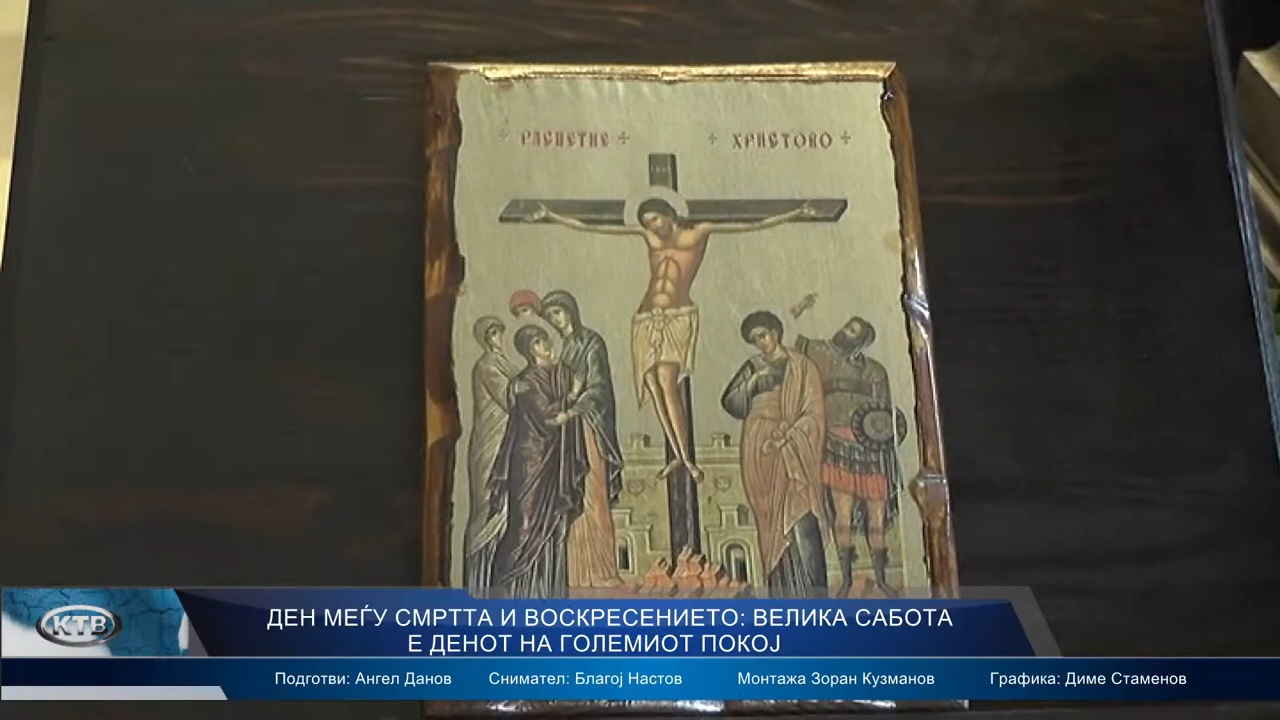 РАСПЕТИЕ ХРИСТОВО
ДЕН МЕЃУ СМРТТА И ВОСКРЕСЕНИЕТО: ВЕЛИКА САБОТА
Е ДЕНОТ НА ГОЛЕМИОТ ПОКОЈ
КТВ
Подготви: Ангел Данов Снимател: Благој Настов Монтажа Зоран Кузманов Графика: Диме Стаменов